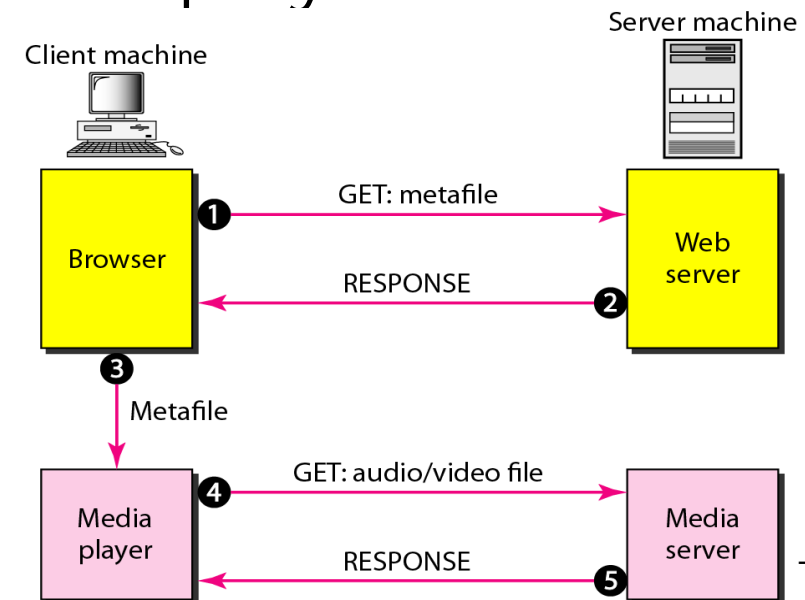 Server machine
Client machine
GET: metafile
1
Browser
Web
server
RESPONSE
2
3
Metafile
GET: audio/video file
4
Media
player
Media
server
RESPONSE
5